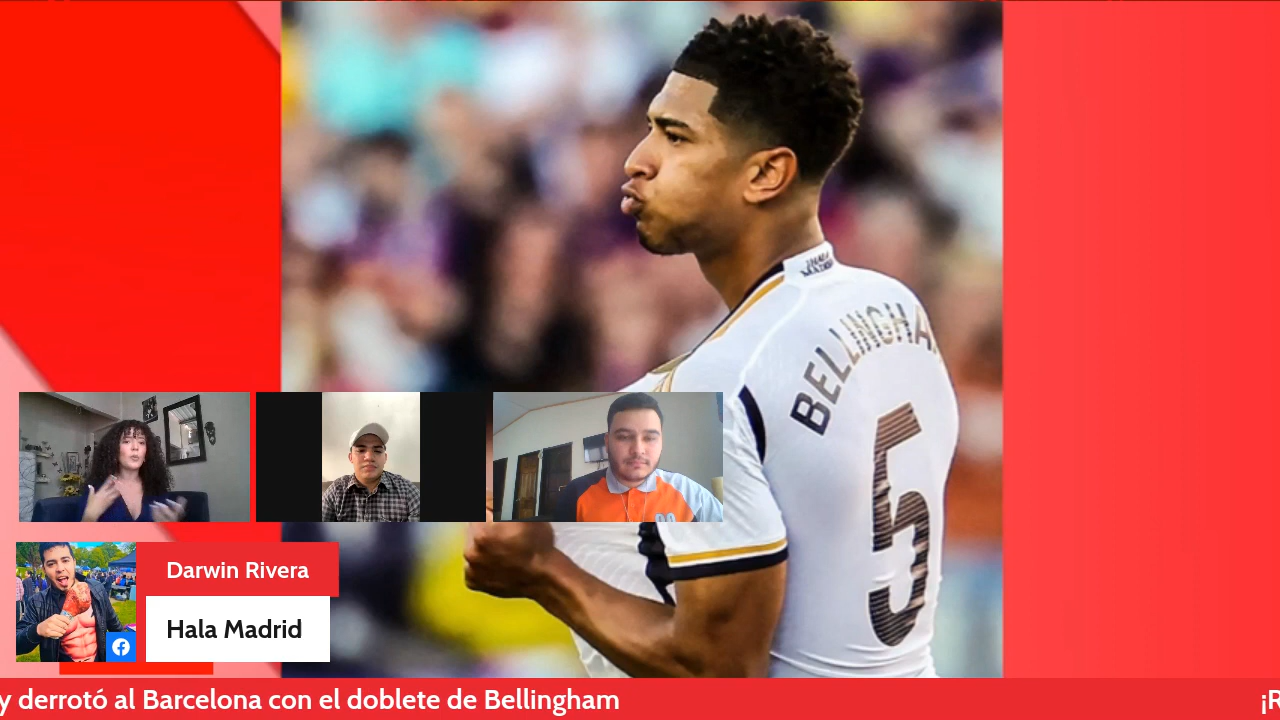 BELLINGHA
5
Darwin Rivera
Hala Madrid
y derrotó al Barcelona con el doblete de Bellingham
¡R